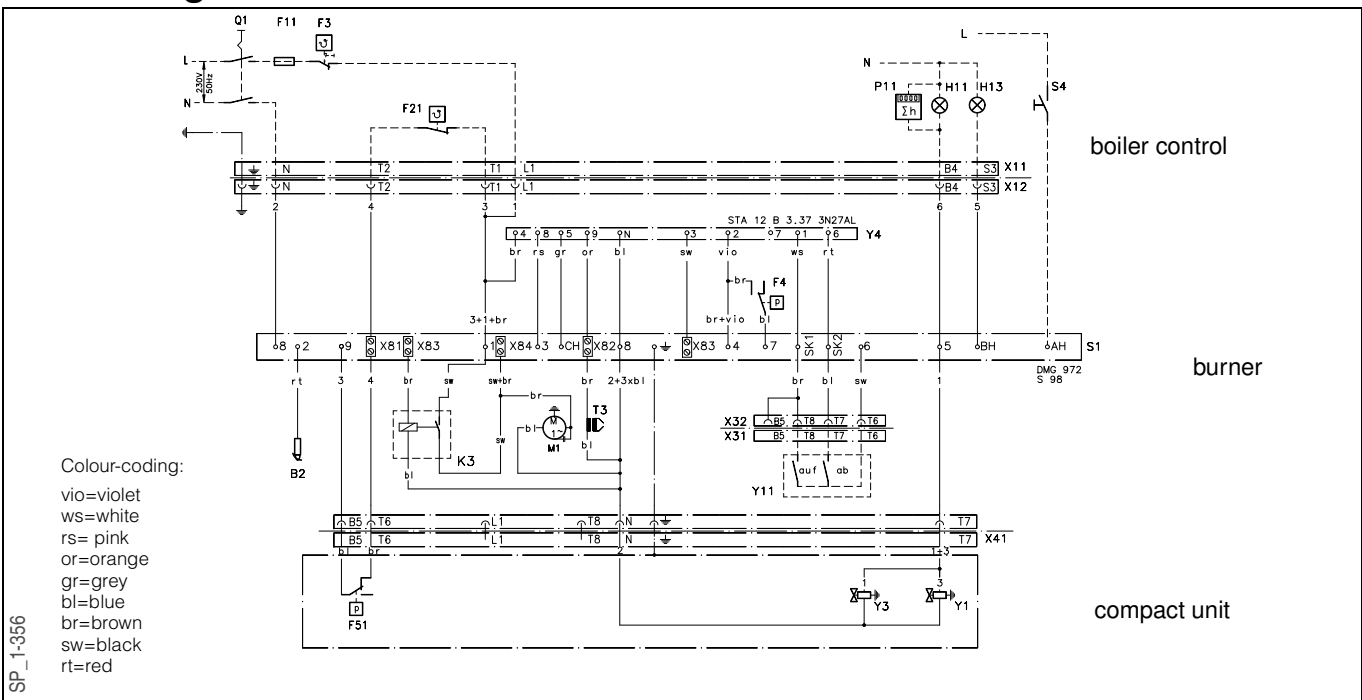 g
Q1 F11 F3
L
230V
50Hz
N
F21
L
N
P11 H11 H13 S4
0000
Σh
boiler control
N T2 T1 L1 B4 S3 X11
N T2 T1 L1 B4 S3 X12
2 4 3 1 6 5
STA 12 B 3.37 3N27AL
4 8 5 9 N 3 2 7 1 6 Y4
br rs gr or bl sw vio ws rt
br F4
P
3+1+br br+vio bl
8 2 9 X81 X83 1 X84 3 CH X82 8 X83 4 7 SK1 SK2 6 5 BH AH S1
DMG 972
S 98
burner
rt 3 4 br sw sw+br br 2+3xbl br bl sw 1
br
T3
X32 B5 T8 T7 T6
X31 B5 T8 T7 T6
M
1~
bl
M1
sw
K3
bl
bl
auf ab
Y11
B2
Colour-coding:
vio=violet
ws=white
rs= pink
or=orange
gr=grey
bl=blue
br=brown
sw=black
rt=red
B5 T6 L1 T8 N T7
B5 T6 L1 T8 N T7 X41
bl br 2 1+3
1 3
Y3 Y1
P
F51
compact unit
SP_1-356